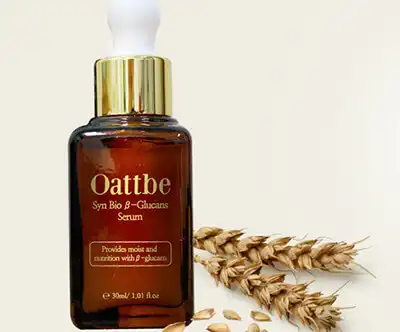 Oattbe
Syn Bio β-Glucans
Serum
Provides moist and
nutrition with β-glucans
℮ 30ml/ 1.01 fl.oz